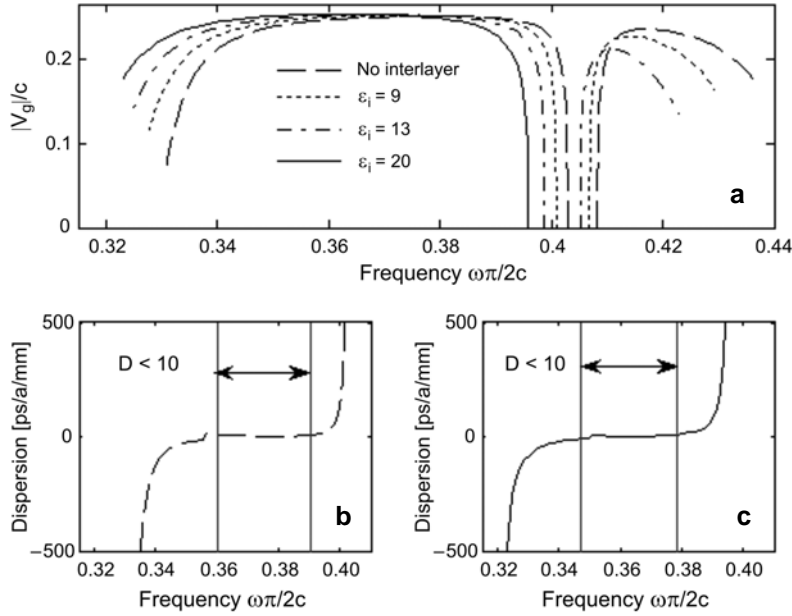 0.2
0.1
0
|Vg|/c
No interlayer
εi = 9
εi = 13
εi = 20
a
0.32 0.34 0.36 0.38 0.40 0.42 0.44
Frequency ωπ/2c
500
0
−500
Dispersion [ps/a/mm]
D < 10
b
0.32 0.34 0.36 0.38 0.40
Frequency ωπ/2c
500
0
−500
Dispersion [ps/a/mm]
D < 10
c
0.32 0.34 0.36 0.38 0.40
Frequency ωπ/2c